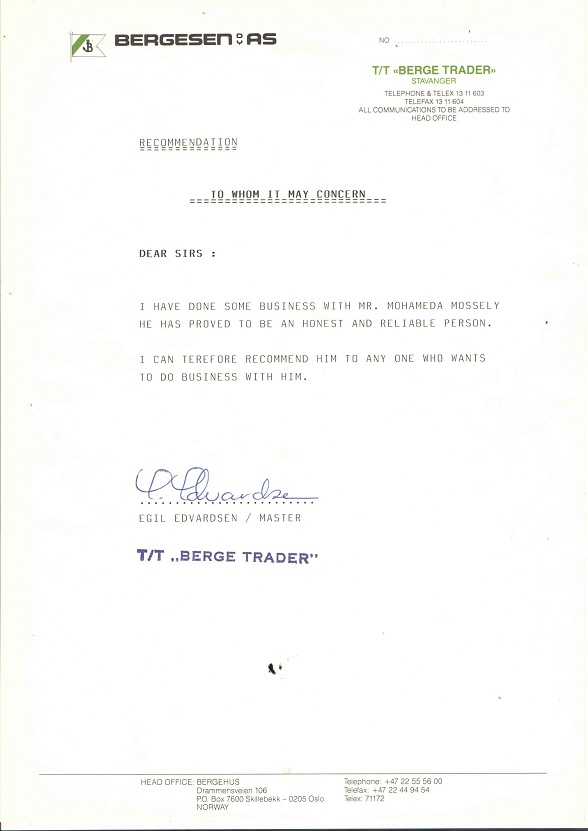 BERGESEN D.Y. AS
NO
T/T «BERGE TRADER»
STAVANGER
TELEPHONE & TELEX 13 11 603
TELEFAX 13 11 604
ALL COMMUNICATIONS TO BE ADDRESSED TO
HEAD OFFICE
RECOMMENDATION
TO WHOM IT MAY CONCERN
DEAR SIRS :
I HAVE DONE SOME BUSINESS WITH MR. MOHAMEDA MOSSELY
HE HAS PROVED TO BE AN HONEST AND RELIABLE PERSON.
I CAN TEREFORE RECOMMEND HIM TO ANY ONE WHO WANTS
TO DO BUSINESS WITH HIM.
E. Edvardsen
EGIL EDVARDSEN / MASTER
T/T „BERGE TRADER”
HEAD OFFICE: BERGEHUS
Drammensveien 106
P.O. Box 7600 Skillebekk – 0205 Oslo
NORWAY
Telephone: +47 22 55 56 00
Telefax: +47 22 44 94 54
Telex: 71172